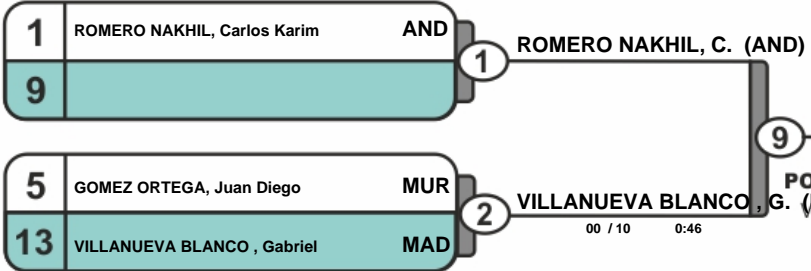 1 ROMERO NAKHIL, Carlos Karim AND
9
1
ROMERO NAKHIL, C. (AND)
9
5 GOMEZ ORTEGA, Juan Diego MUR
13 VILLANUEVA BLANCO , Gabriel MAD
2
VILLANUEVA BLANCO , G. (
00 / 10 0:46
PO